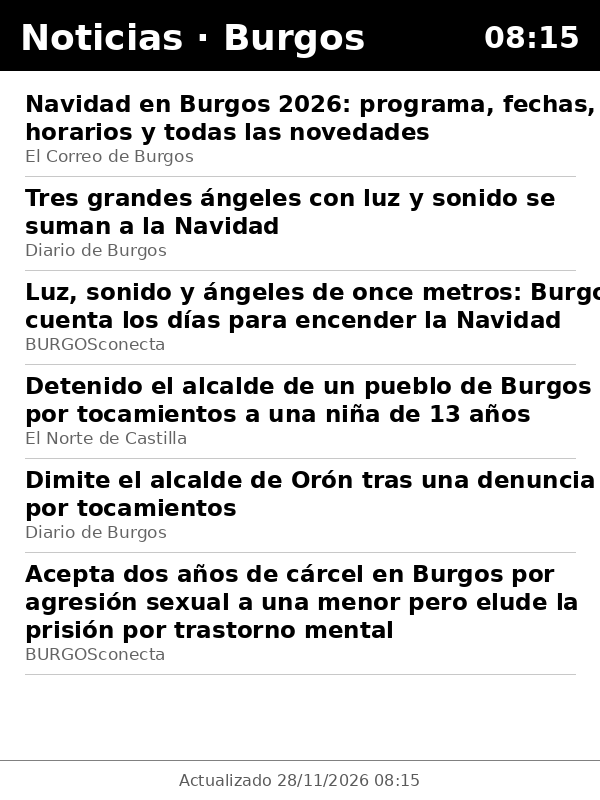 Noticias · Burgos 08:15
Navidad en Burgos 2026: programa, fechas,
horarios y todas las novedades
El Correo de Burgos
Tres grandes ángeles con luz y sonido se
suman a la Navidad
Diario de Burgos
Luz, sonido y ángeles de once metros: Burgo
cuenta los días para encender la Navidad
BURGOSconecta
Detenido el alcalde de un pueblo de Burgos
por tocamientos a una niña de 13 años
El Norte de Castilla
Dimite el alcalde de Orón tras una denuncia
por tocamientos
Diario de Burgos
Acepta dos años de cárcel en Burgos por
agresión sexual a una menor pero elude la
prisión por trastorno mental
BURGOSconecta
Actualizado 28/11/2026 08:15